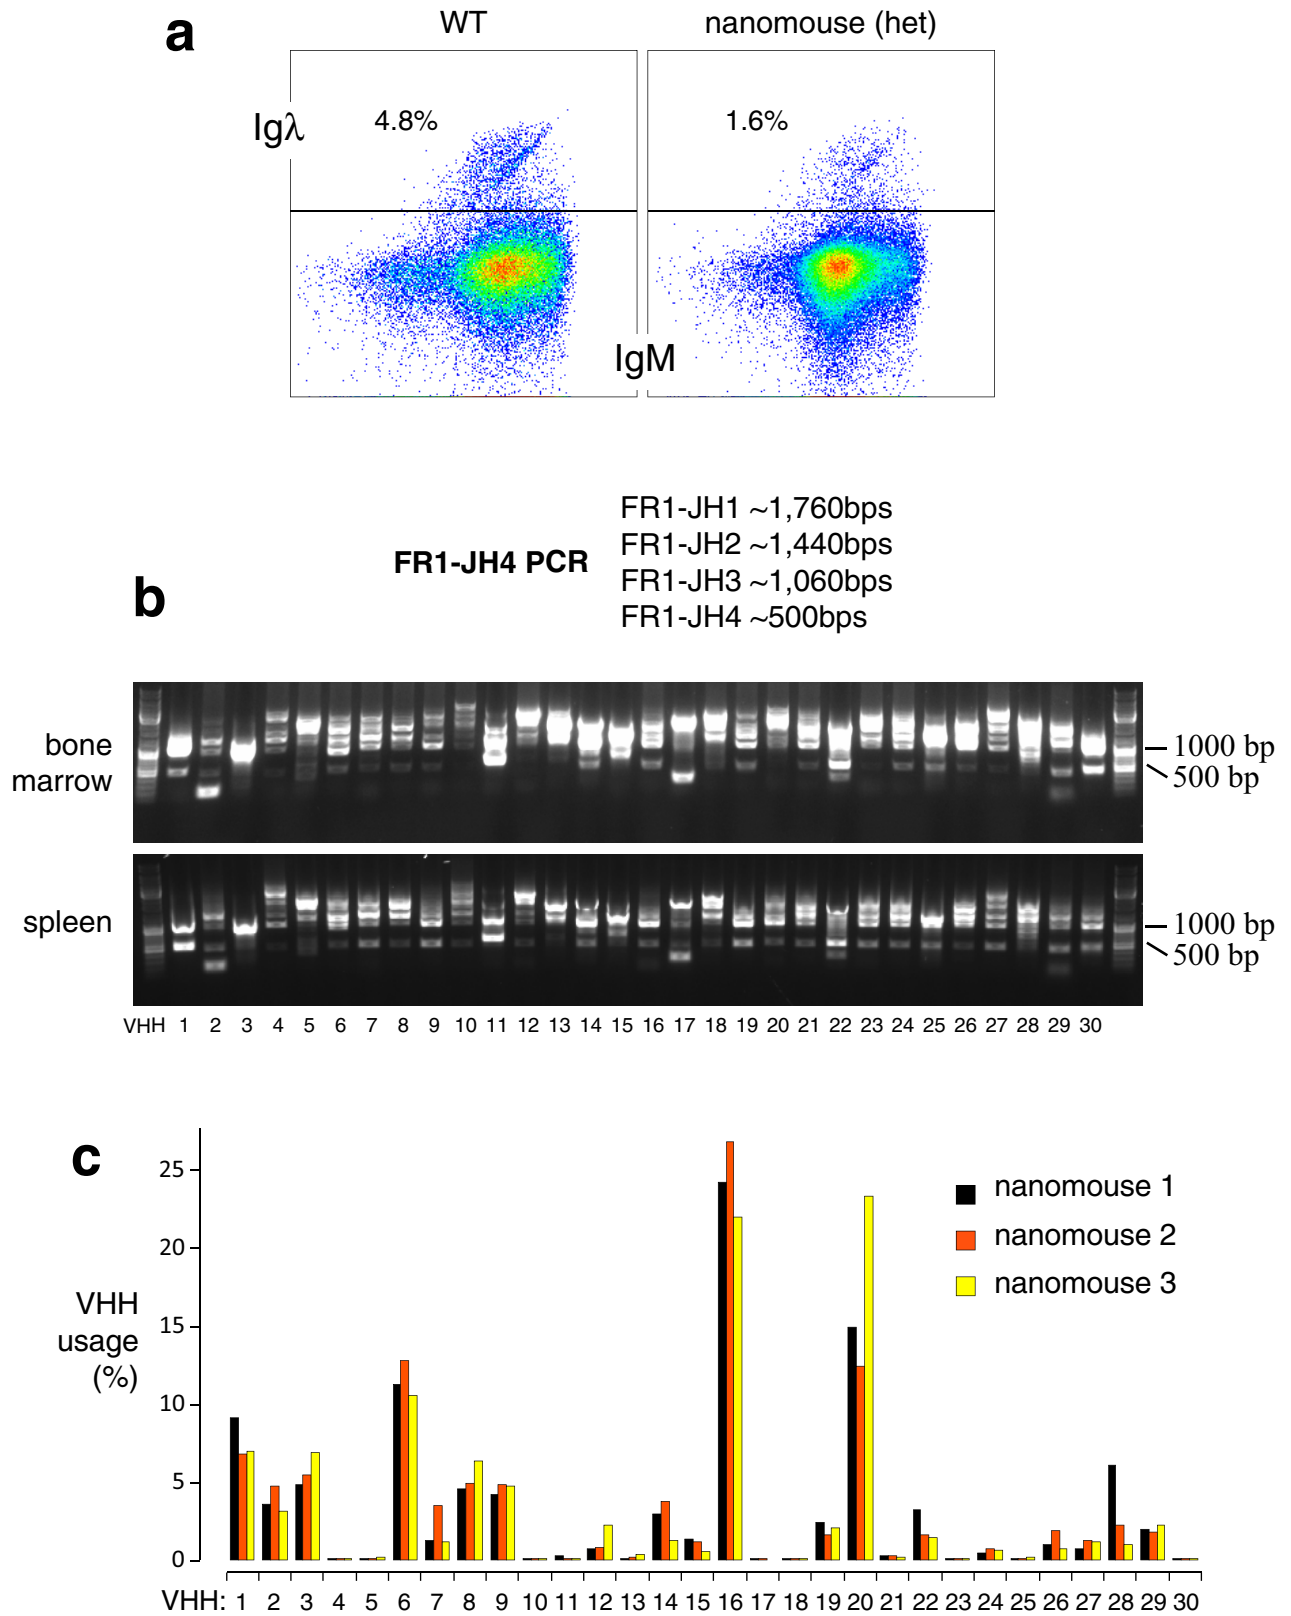 a
WT
nanomouse (het)
Igλ
4.8%
1.6%
IgM
b
FR1-JH4 PCR
FR1-JH1 ~1,760bps
FR1-JH2 ~1,440bps
FR1-JH3 ~1,060bps
FR1-JH4 ~500bps
bone
marrow
1000 bp
500 bp
spleen
1000 bp
500 bp
VHH 1 2 3 4 5 6 7 8 9 10 11 12 13 14 15 16 17 18 19 20 21 22 23 24 25 26 27 28 29 30
c
25
20
15
10
5
0
VHH
usage
(%)
nanomouse 1
nanomouse 2
nanomouse 3
VHH: 1 2 3 4 5 6 7 8 9 10 11 12 13 14 15 16 17 18 19 20 21 22 23 24 25 26 27 28 29 30